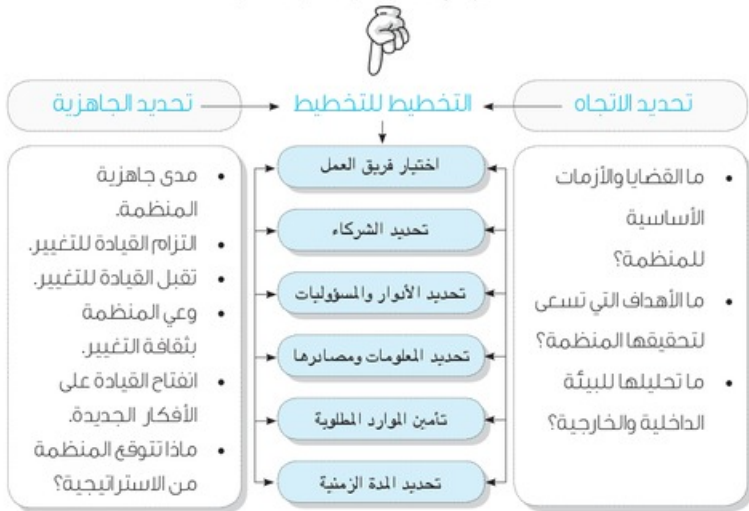 تحديد الاتجاه
التخطيط للتخطيط
تحديد الجاهزية
• ما القضايا والأزمات
الأساسية
للمنظمة؟
• ما الأهداف التي تسعى
لتحقيقها المنظمة؟
• ما تحليلها للبيئة
الداخلية والخارجية؟
اختيار فريق العمل
تحديد الشركاء
تحديد الأدوار والمسؤوليات
تحديد المعلومات ومصادرها
تأمين الموارد المطلوبة
تحديد المدة الزمنية
• مدى جاهزية
المنظمة.
• التزام القيادة للتغيير.
• تقبل القيادة للتغيير.
• وعي المنظمة
بثقافة التغيير.
• انفتاح القيادة على
الأفكار الجديدة.
• ماذا تتوقع المنظمة
من الاستراتيجية؟